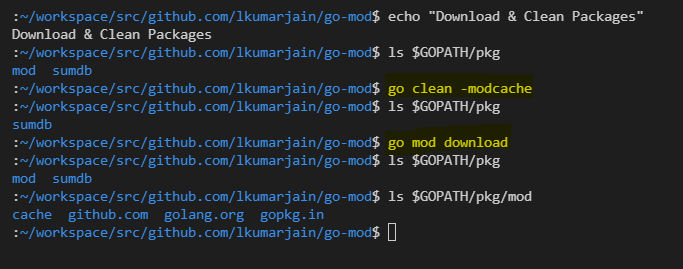 :~/workspace/src/github.com/lkumarjain/go-mod$ echo "Download & Clean Packages"
Download & Clean Packages
:~/workspace/src/github.com/lkumarjain/go-mod$ ls $GOPATH/pkg
mod  sumdb
:~/workspace/src/github.com/lkumarjain/go-mod$ go clean -modcache
:~/workspace/src/github.com/lkumarjain/go-mod$ ls $GOPATH/pkg
sumdb
:~/workspace/src/github.com/lkumarjain/go-mod$ go mod download
:~/workspace/src/github.com/lkumarjain/go-mod$ ls $GOPATH/pkg
mod  sumdb
:~/workspace/src/github.com/lkumarjain/go-mod$ ls $GOPATH/pkg/mod
cache  github.com  golang.org  gopkg.in
:~/workspace/src/github.com/lkumarjain/go-mod$